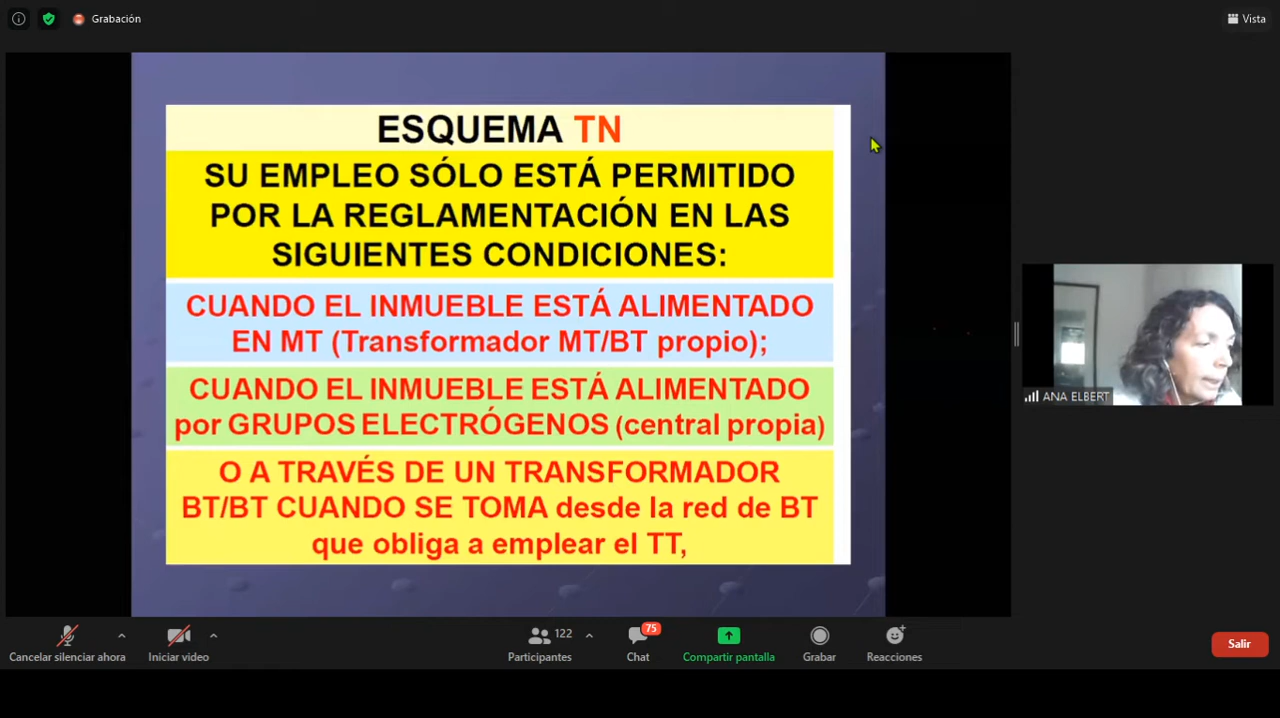 Grabación
Vista
ESQUEMA TN
SU EMPLEO SÓLO ESTÁ PERMITIDO
POR LA REGLAMENTACIÓN EN LAS
SIGUIENTES CONDICIONES:
CUANDO EL INMUEBLE ESTÁ ALIMENTADO
EN MT (Transformador MT/BT propio);
CUANDO EL INMUEBLE ESTÁ ALIMENTADO
por GRUPOS ELECTRÓGENOS (central propia)
O A TRAVÉS DE UN TRANSFORMADOR
BT/BT CUANDO SE TOMA desde la red de BT
que obliga a emplear el TT,
ANA ELBERT
122
75
Cancelar silenciar ahora
Iniciar video
Participantes
Chat
Compartir pantalla
Grabar
Reacciones
Salir